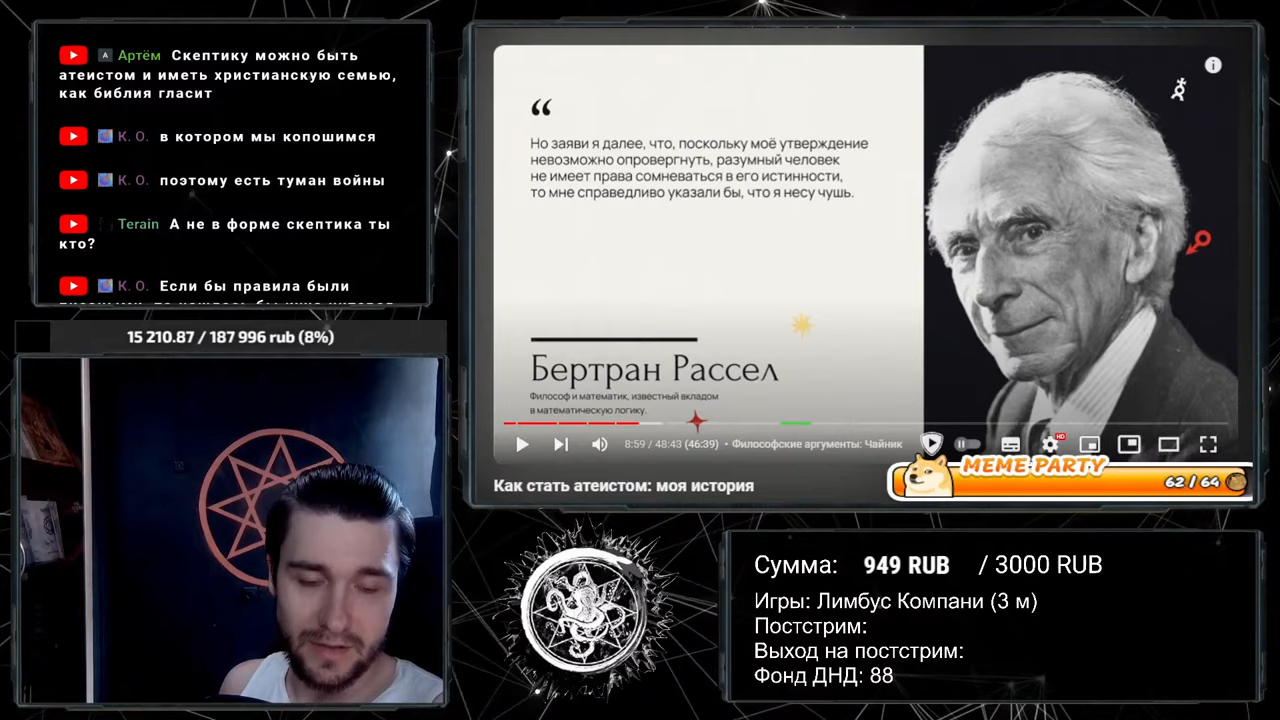 Артём Скептику можно быть
атеистом и иметь христианскую семью,
как библия гласит
К. О. в котором мы копошимся
К. О. поэтому есть туман войны
Terain А не в форме скептика ты
кто?
К. О. Если бы правила были
15 210.87 / 187 996 rub (8%)
“
Но заяви я далее, что, поскольку моё утверждение
невозможно опровергнуть, разумный человек
не имеет права сомневаться в его истинности,
то мне справедливо указали бы, что я несу чушь.
Бертран Рассел
Философ и математик, известный вкладом
в математическую логику.
8:59 / 48:43 (46:39) • Философские аргументы: Чайник
HD
MEME PARTY
62 / 64
Как стать атеистом: моя история
Сумма: 949 RUB / 3000 RUB
Игры: Лимбус Компани (3 м)
Постстрим:
Выход на постстрим:
Фонд ДНД: 88